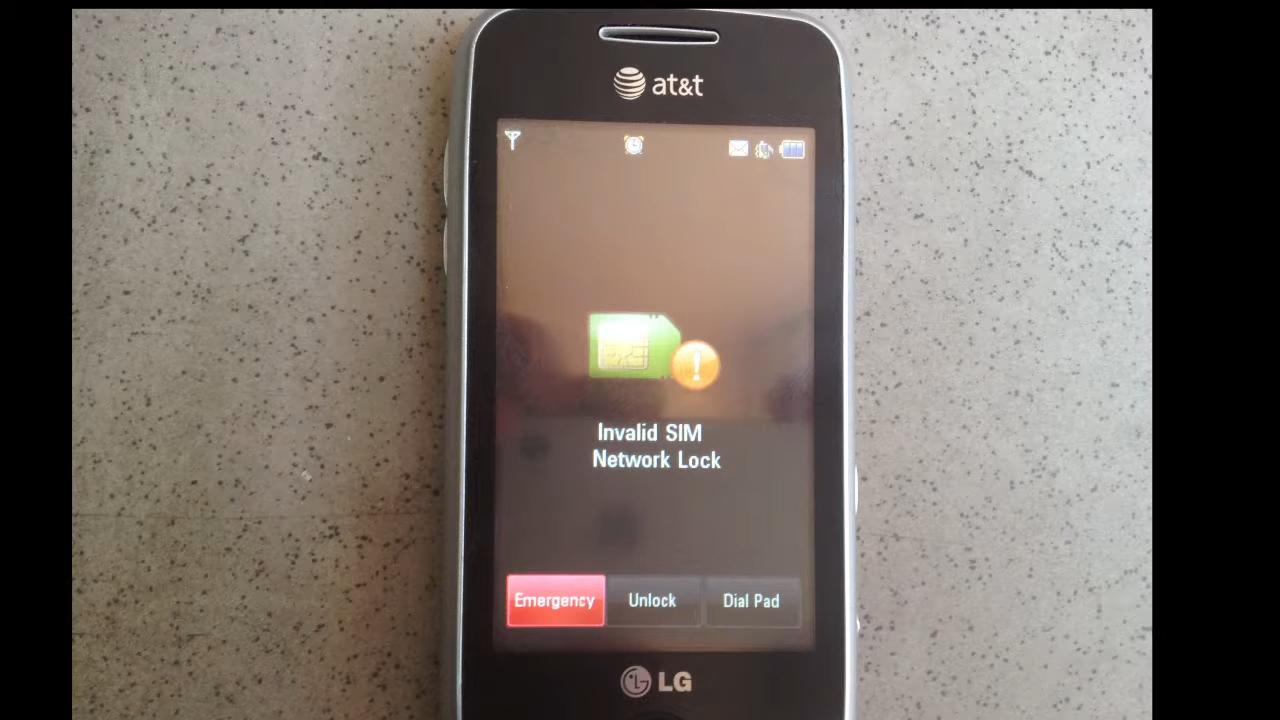 at&t
Invalid SIM
Network Lock
Emergency
Unlock
Dial Pad
LG